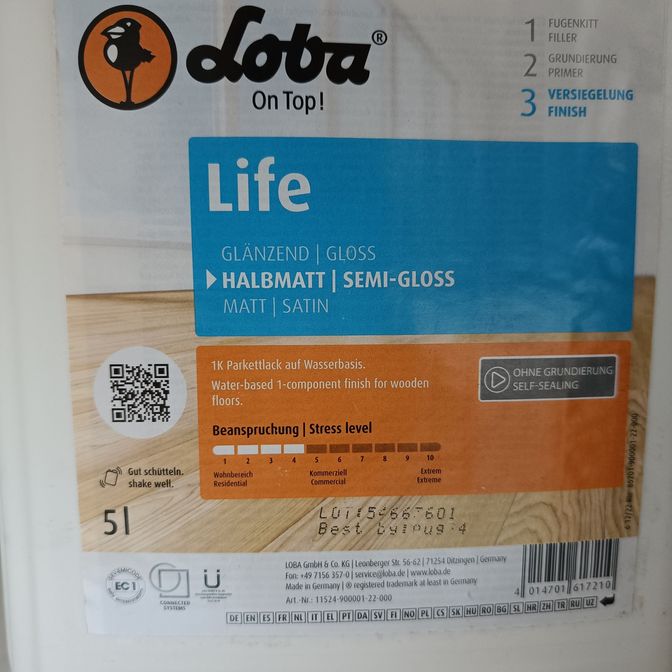 Loba®
On Top!
1 FUGENKITT
FILLER
2 GRUNDIERUNG
PRIMER
3 VERSIEGELUNG
FINISH
Life
GLÄNZEND | GLOSS
HALBMATT | SEMI-GLOSS
MATT | SATIN
1K Parkettlack auf Wasserbasis.
Water-based 1-component finish for wooden
floors.
OHNE GRUNDIERUNG
SELF-SEALING
Beanspruchung | Stress level
1 2 3 4 5 6 7 8 9 10
Wohnbereich
Residential
Kommerziell
Commercial
Extrem
Extreme
Gut schütteln.
shake well.
5l
Best by:
LOBA GmbH & Co. KG | Leonberger Str. 56-62 | 71254 Ditzingen | Germany
Fon: +49 7156 357-0 | service@loba.de | www.loba.de
Made in Germany | ® registered trademark at least in Germany
Art.-Nr.: 11524-900001-22-000
EC1
CONNECTED
SYSTEMS
Ü
4 014701 617210
DE EN ES FR NL IT EL PT DA SV FI NO PL CS SK HU RO BG SL HR ZH TR RU UZ